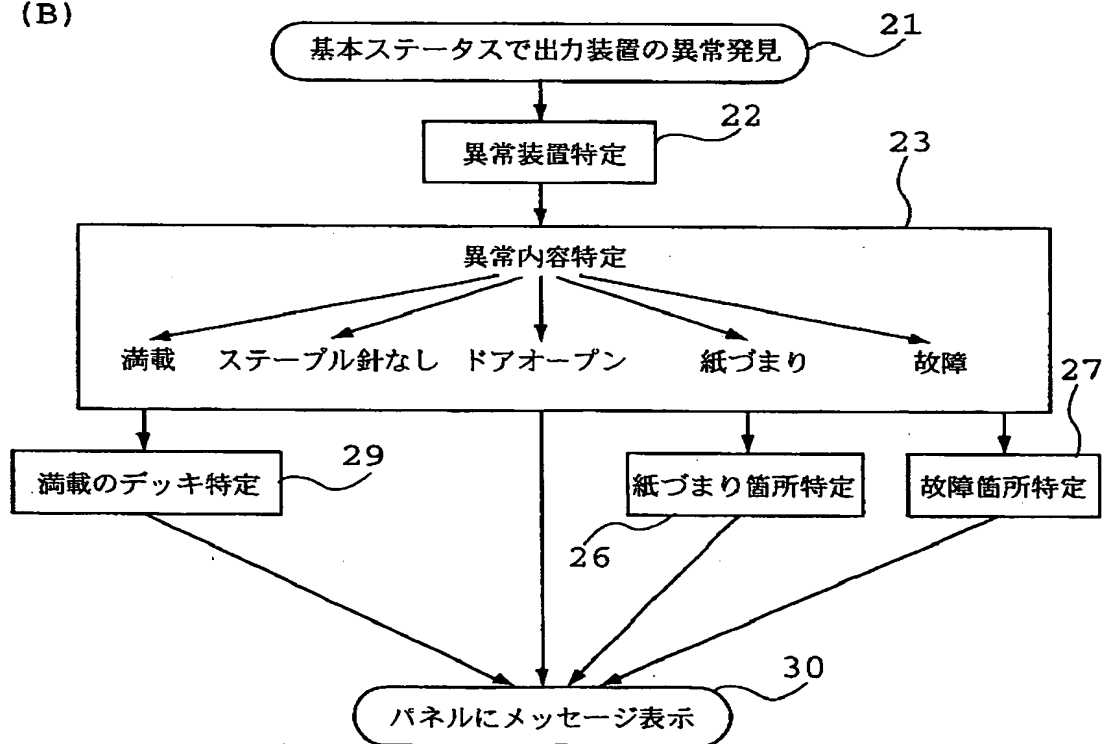 (B)
基本ステータスで出力装置の異常発見
21
異常装置特定
22
23
異常内容特定
満載 ステープル針なし ドアオープン 紙づまり 故障
27
満載のデッキ特定
29
紙づまり箇所特定
故障箇所特定
26
30
パネルにメッセージ表示